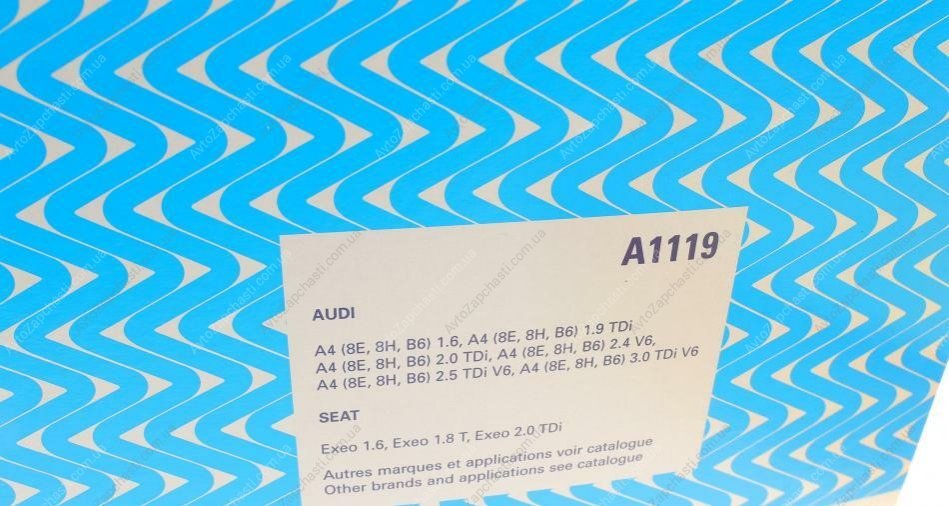 A1119
AUDI
A4 (8E, 8H, B6) 1.6, A4 (8E, 8H, B6) 1.9 TDi
A4 (8E, 8H, B6) 2.0 TDi, A4 (8E, 8H, B6) 2.4 V6,
A4 (8E, 8H, B6) 2.5 TDi V6, A4 (8E, 8H, B6) 3.0 TDi V6
SEAT
Exeo 1.6, Exeo 1.8 T, Exeo 2.0 TDi
Autres marques et applications voir catalogue
Other brands and applications see catalogue
AvtoZapchasti.com.ua